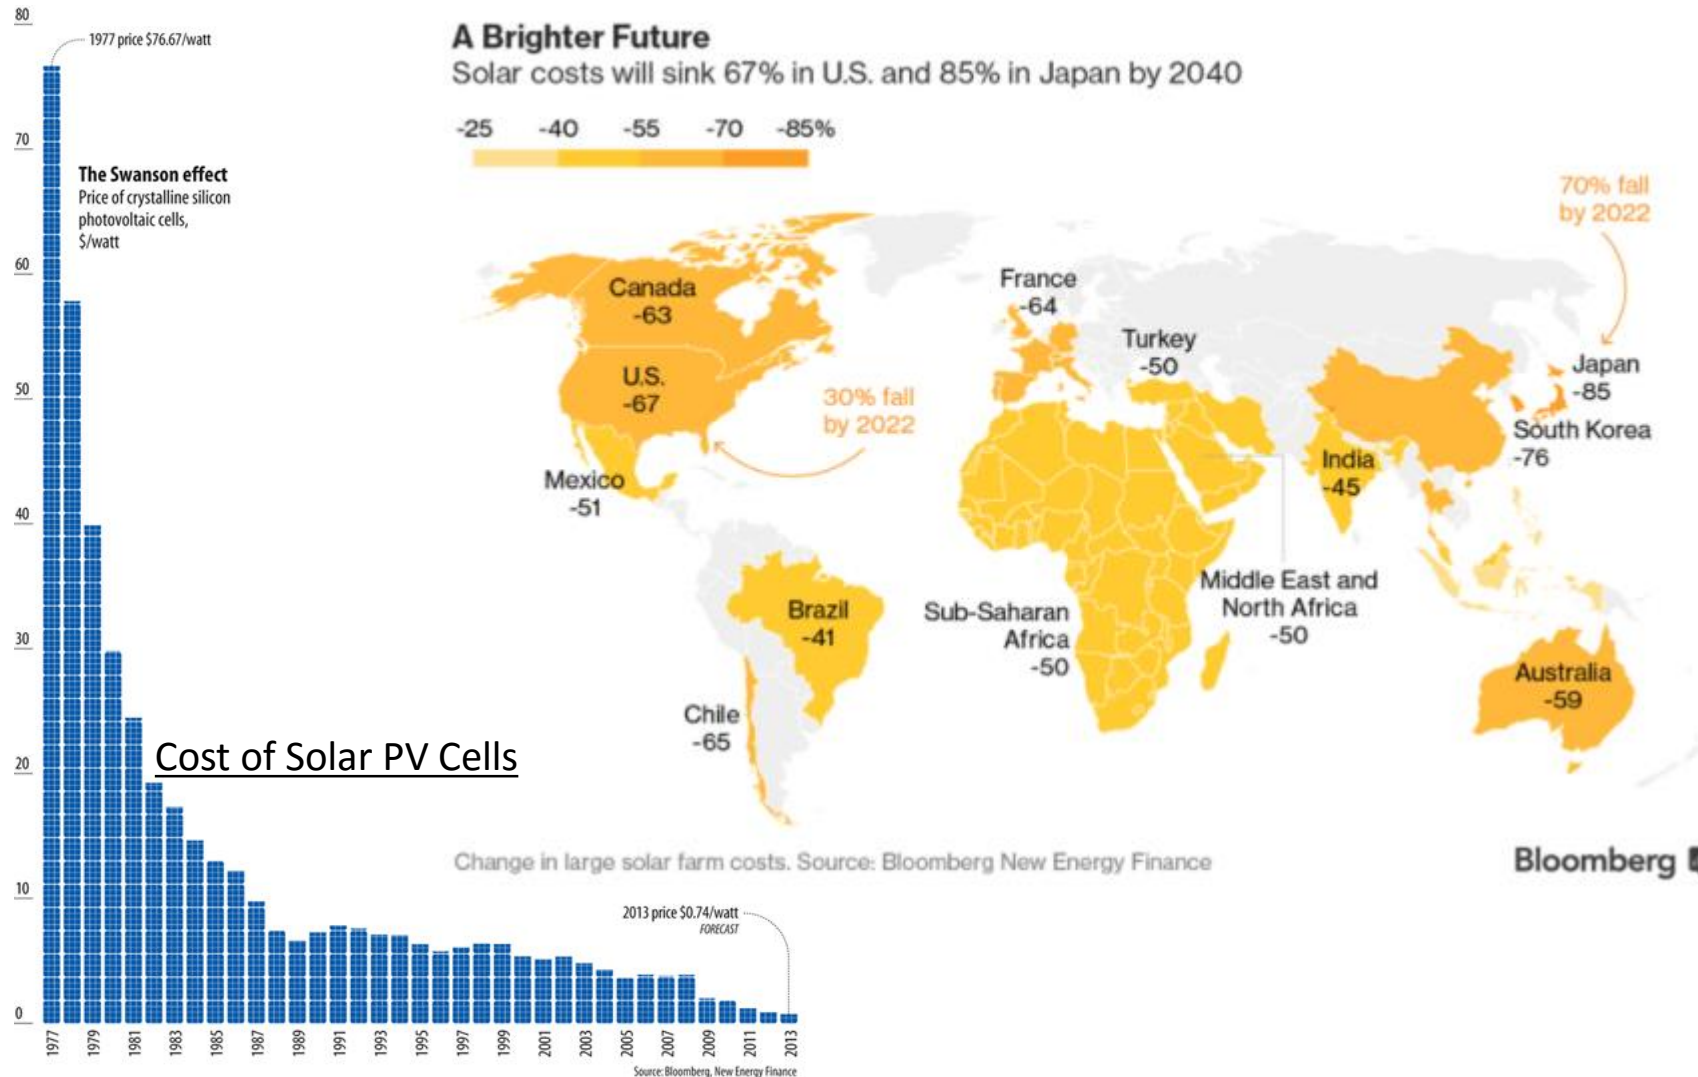 80
1977 price $76.67/watt
70
The Swanson effect
Price of crystalline silicon
photovoltaic cells,
$/watt
60
50
40
30
20
10
0
Cost of Solar PV Cells
2013 price $0.74/watt
FORECAST
1977
1979
1981
1983
1985
1987
1989
1991
1993
1995
1997
1999
2001
2003
2005
2007
2009
2011
2013
Source: Bloomberg, New Energy Finance
A Brighter Future
Solar costs will sink 67% in U.S. and 85% in Japan by 2040
-25 -40 -55 -70 -85%
70% fall
by 2022
Canada
-63
France
-64
Turkey
-50
Japan
-85
U.S.
-67
30% fall
by 2022
South Korea
-76
India
-45
Mexico
-51
Middle East and
North Africa
-50
Brazil
-41
Sub-Saharan
Africa
-50
Australia
-59
Chile
-65
Change in large solar farm costs. Source: Bloomberg New Energy Finance
Bloomberg